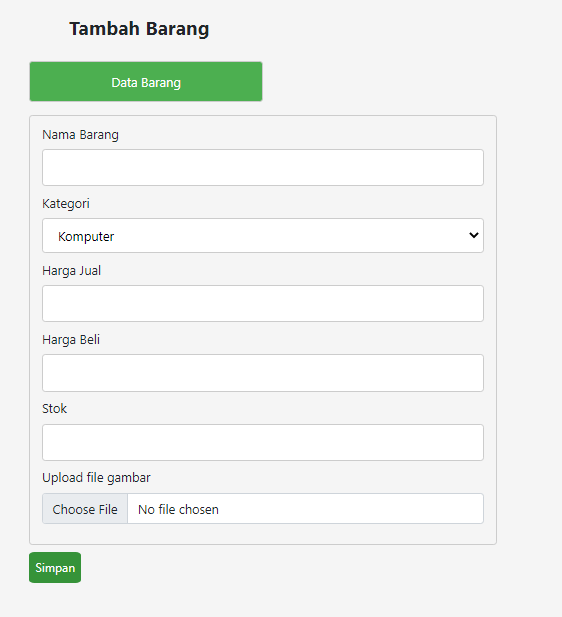 Tambah Barang
Data Barang
Nama Barang
Kategori
Komputer
Harga Jual
Harga Beli
Stok
Upload file gambar
Choose File No file chosen
Simpan